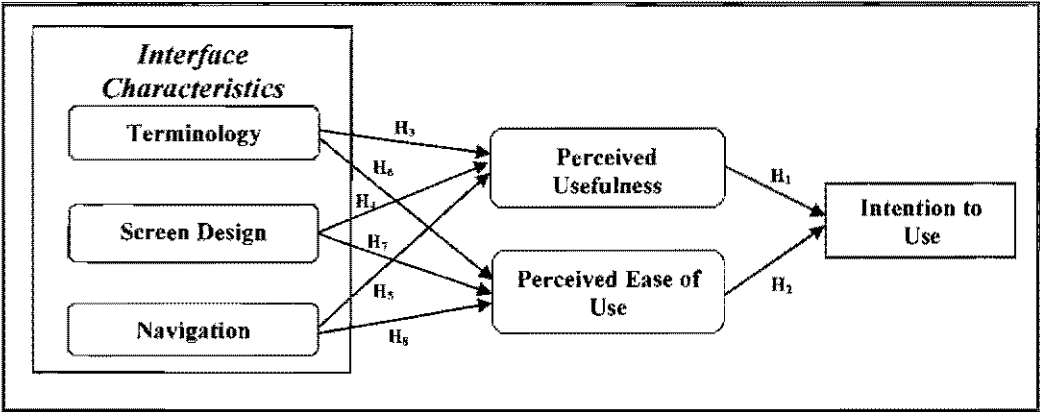 Interface
Characteristics
Terminology
Screen Design
Navigation
H₃
H₆
H₄
H₇
H₅
H₈
Perceived
Usefulness
Perceived Ease of
Use
H₁
H₂
Intention to
Use